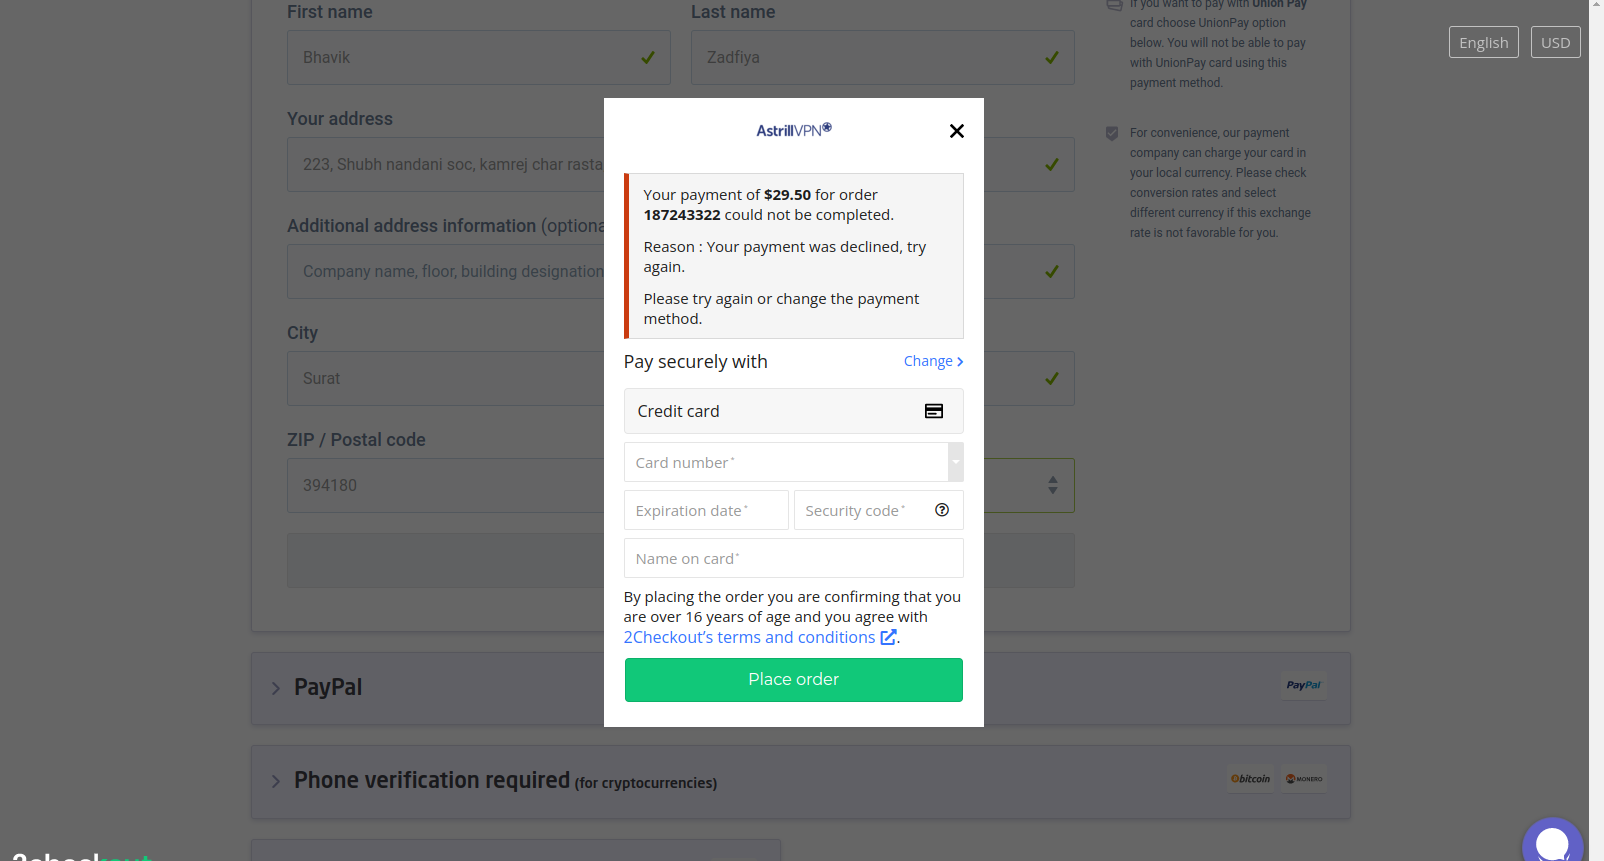 First name
Last name
Bhavik
Zadfiya
Your address
223, Shubh nandani soc, kamrej char rasta
Additional address information (optiona
Company name, floor, building designation
City
Surat
ZIP / Postal code
394180
If you want to pay with Union Pay
card choose UnionPay option
below. You will not be able to pay
with UnionPay card using this
payment method.
For convenience, our payment
company can charge your card in
your local currency. Please check
conversion rates and select
different currency if this exchange
rate is not favorable for you.
English
USD
AstrillVPN
Your payment of $29.50 for order
187243322 could not be completed.
Reason : Your payment was declined, try
again.
Please try again or change the payment
method.
Pay securely with
Change
Credit card
Card number*
Expiration date*
Security code*
Name on card*
By placing the order you are confirming that you
are over 16 years of age and you agree with
2Checkout's terms and conditions .
Place order
PayPal
PayPal
Phone verification required (for cryptocurrencies)
bitcoin
MONERO
2checkout